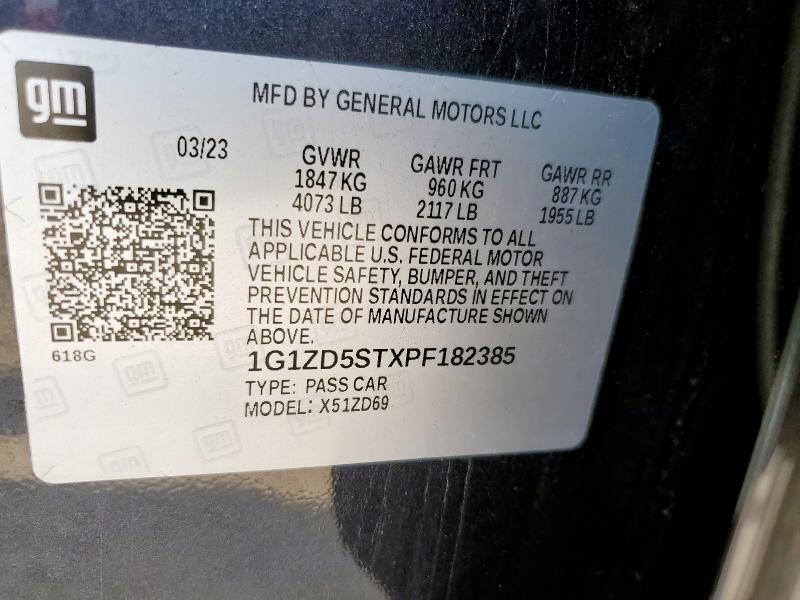 gm
MFD BY GENERAL MOTORS LLC
03/23
GVWR
1847 KG
4073 LB
GAWR FRT
960 KG
2117 LB
GAWR RR
887 KG
1955 LB
THIS VEHICLE CONFORMS TO ALL
APPLICABLE U.S. FEDERAL MOTOR
VEHICLE SAFETY, BUMPER, AND THEFT
PREVENTION STANDARDS IN EFFECT ON
THE DATE OF MANUFACTURE SHOWN
ABOVE.
618G
1G1ZD5STXPF182385
TYPE: PASS CAR
MODEL: X51ZD69